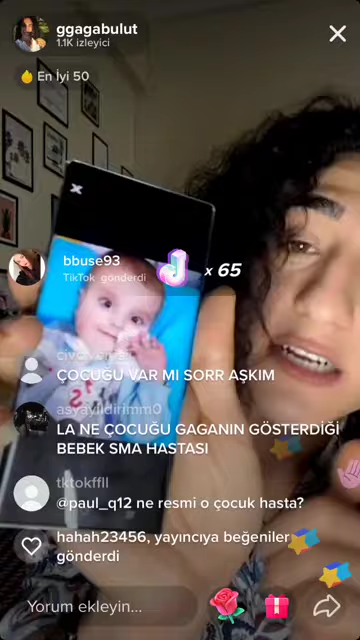 ggagabulut
1.1K izleyici
En İyi 50
bbuse93
TikTok gönderdi
x 65
ÇOCUĞU VAR MI SORR AŞKIM
asyayildirimm0
LA NE ÇOCUĞU GAGANIN GÖSTERDİĞİ
BEBEK SMA HASTASI
tktokffll
@paul_q12 ne resmi o çocuk hasta?
hahah23456, yayıncıya beğeniler
gönderdi
Yorum ekleyin...